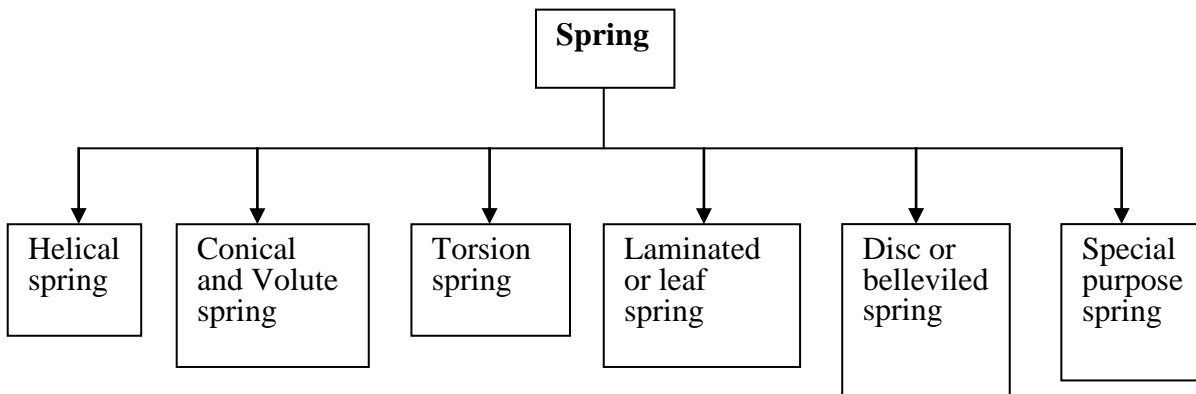 Spring
Helical
spring
Conical
and Volute
spring
Torsion
spring
Laminated
or leaf
spring
Disc or
belleviled
spring
Special
purpose
spring